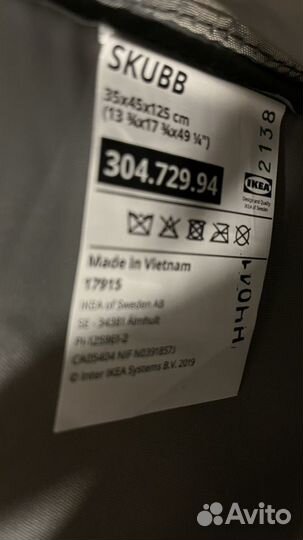 SKUBB
35x45x125 cm
(13 ¾x17 ¾x49 ¼")
304.729.94
Made in Vietnam
17915
IKEA of Sweden AB
SE - 34381 Älmhult
© Inter IKEA Systems B.V. 2019
2138
IKEA
Design and Quality
IKEA of Sweden
Avito